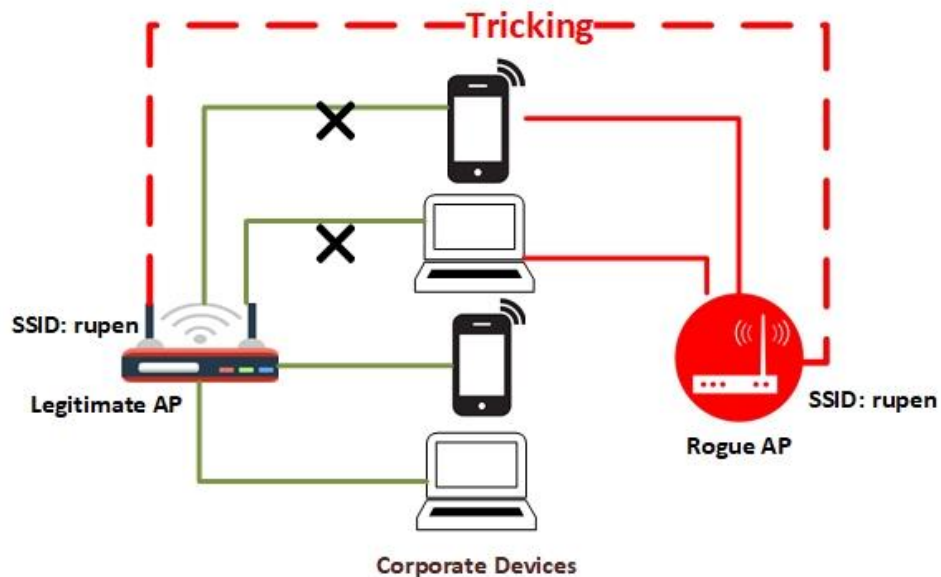 Tricking
SSID: rupen
Legitimate AP
SSID: rupen
Rogue AP
Corporate Devices